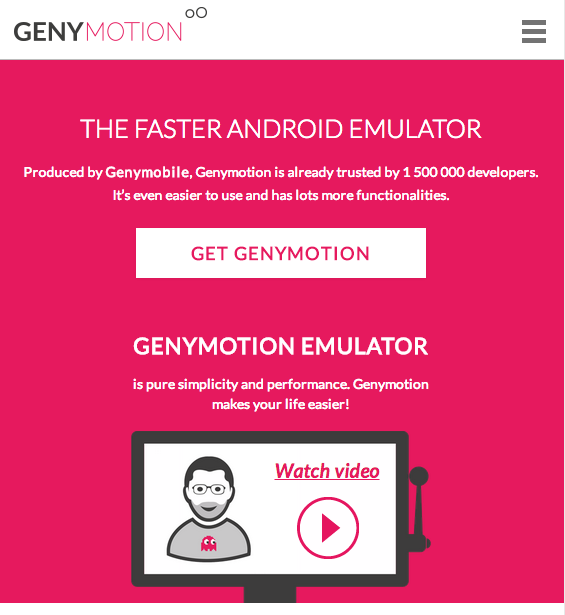 GENYMOTION
THE FASTER ANDROID EMULATOR
Produced by Genymobile, Genymotion is already trusted by 1 500 000 developers.
It's even easier to use and has lots more functionalities.
GET GENYMOTION
GENYMOTION EMULATOR
is pure simplicity and performance. Genymotion
makes your life easier!
Watch video